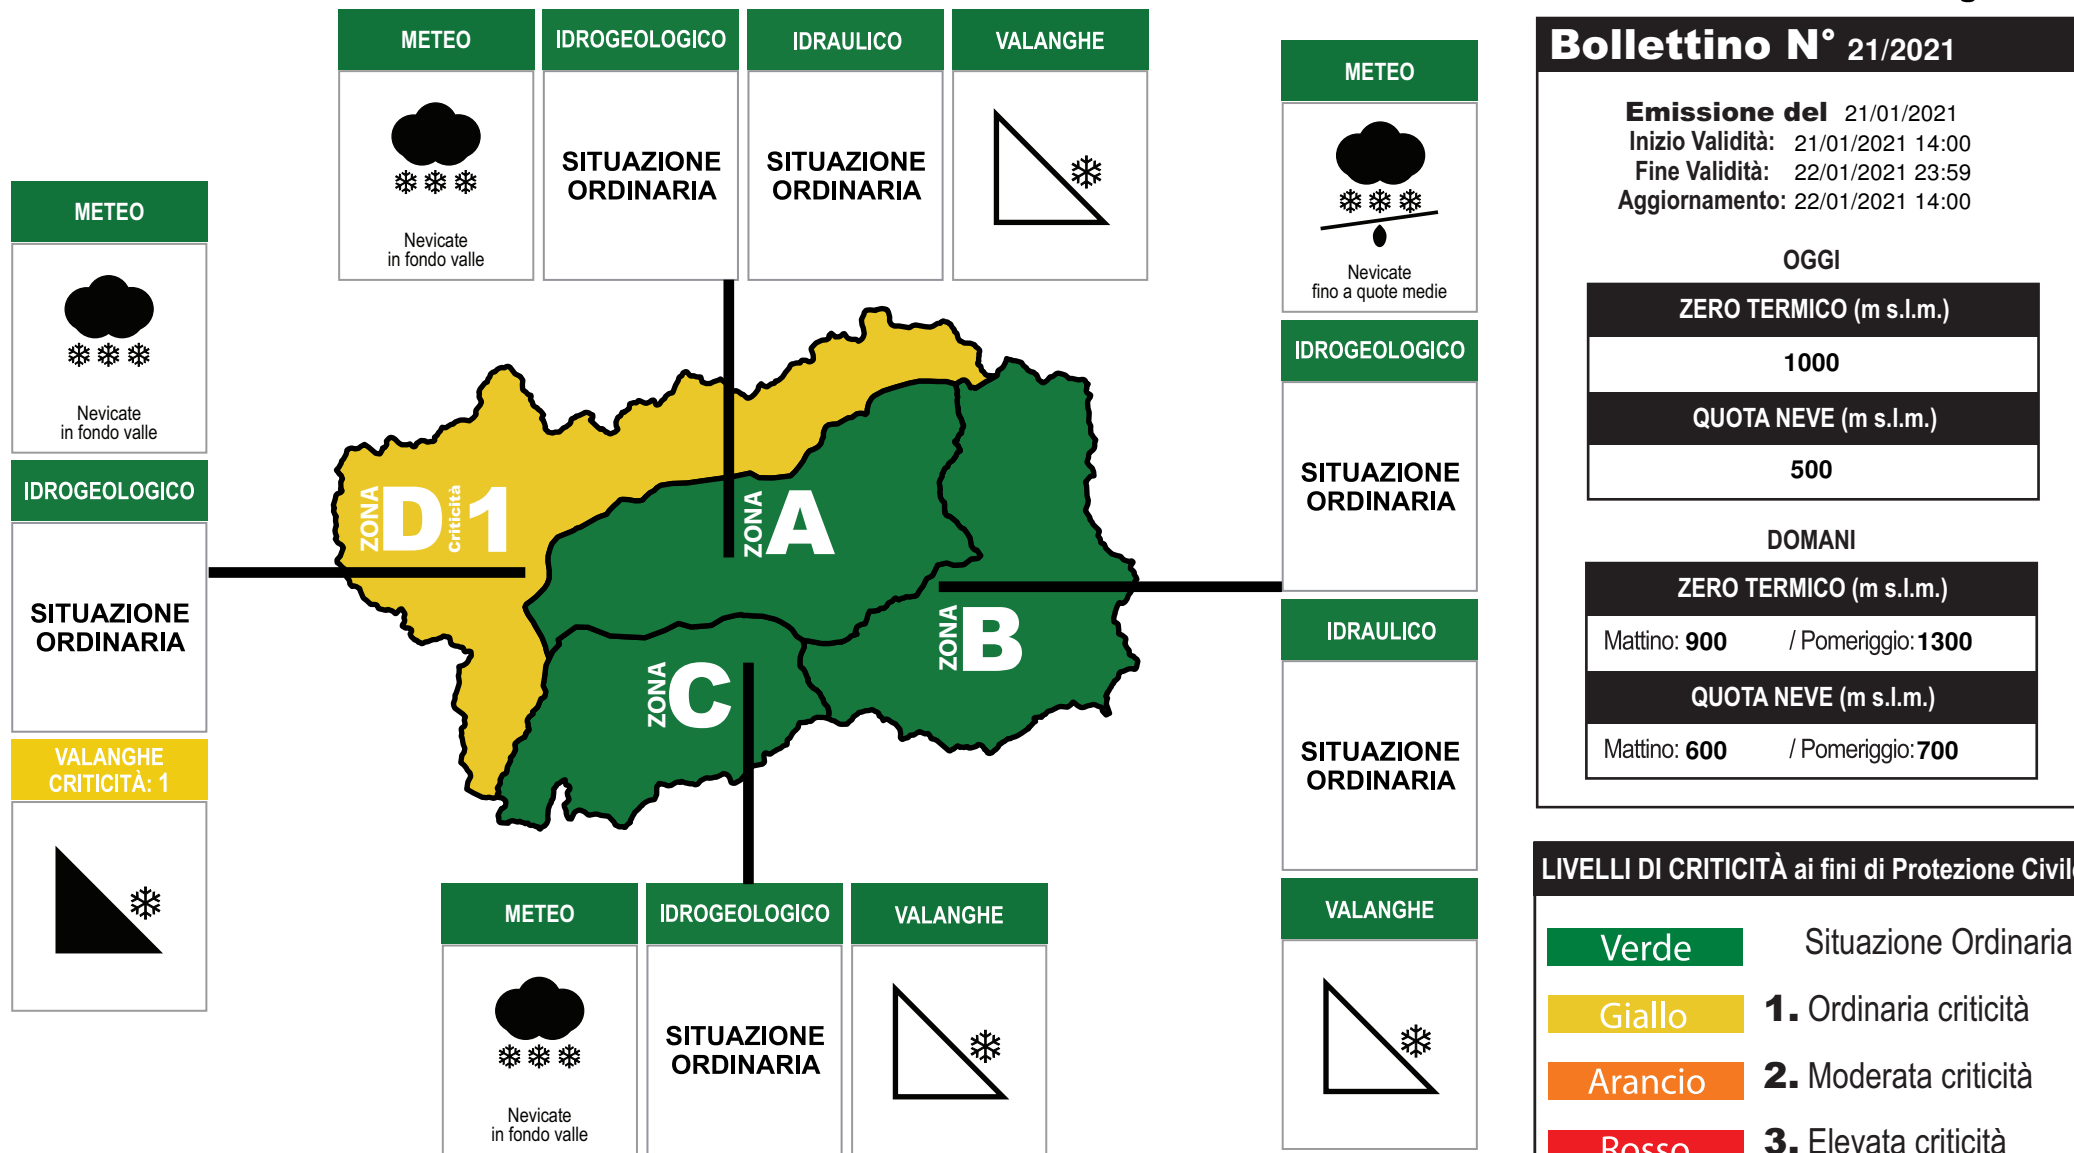 METEO
IDROGEOLOGICO
IDRAULICO
VALANGHE
Nevicate
in fondo valle
SITUAZIONE
ORDINARIA
SITUAZIONE
ORDINARIA
METEO
Nevicate
in fondo valle
IDROGEOLOGICO
SITUAZIONE
ORDINARIA
VALANGHE
CRITICITÀ: 1
ZONA
D
Criticità
1
ZONA
A
ZONA
B
ZONA
C
METEO
Nevicate
fino a quote medie
IDROGEOLOGICO
SITUAZIONE
ORDINARIA
IDRAULICO
SITUAZIONE
ORDINARIA
VALANGHE
METEO
IDROGEOLOGICO
VALANGHE
Nevicate
in fondo valle
SITUAZIONE
ORDINARIA
Bollettino N° 21/2021
Emissione del 21/01/2021
Inizio Validità: 21/01/2021 14:00
Fine Validità: 22/01/2021 23:59
Aggiornamento: 22/01/2021 14:00
OGGI
ZERO TERMICO (m s.l.m.)
1000
QUOTA NEVE (m s.l.m.)
500
DOMANI
ZERO TERMICO (m s.l.m.)
Mattino: 900 / Pomeriggio: 1300
QUOTA NEVE (m s.l.m.)
Mattino: 600 / Pomeriggio: 700
LIVELLI DI CRITICITÀ ai fini di Protezione Civile
Verde Situazione Ordinaria
Giallo 1. Ordinaria criticità
Arancio 2. Moderata criticità
Rosso 3. Elevata criticità